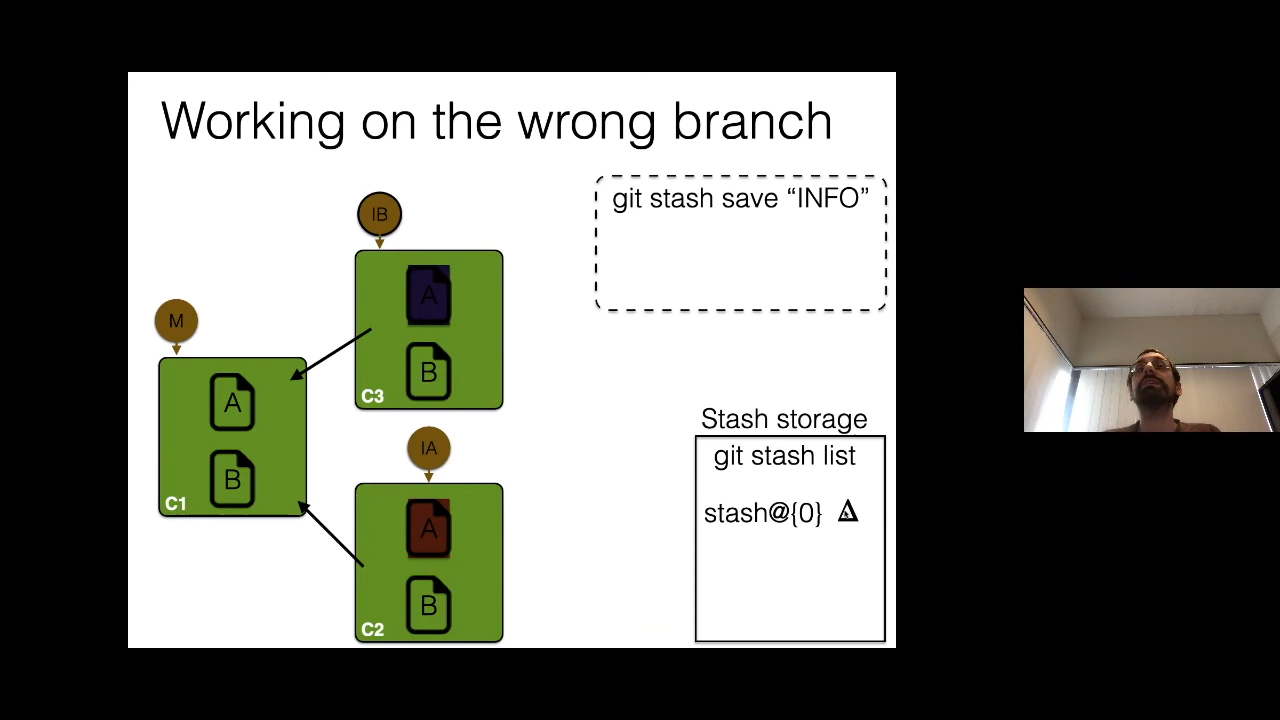 Working on the wrong branch
git stash save “INFO”
IB
A
B
C3
M
A
B
C1
IA
A
B
C2
Stash storage
git stash list
stash@{0} Δ